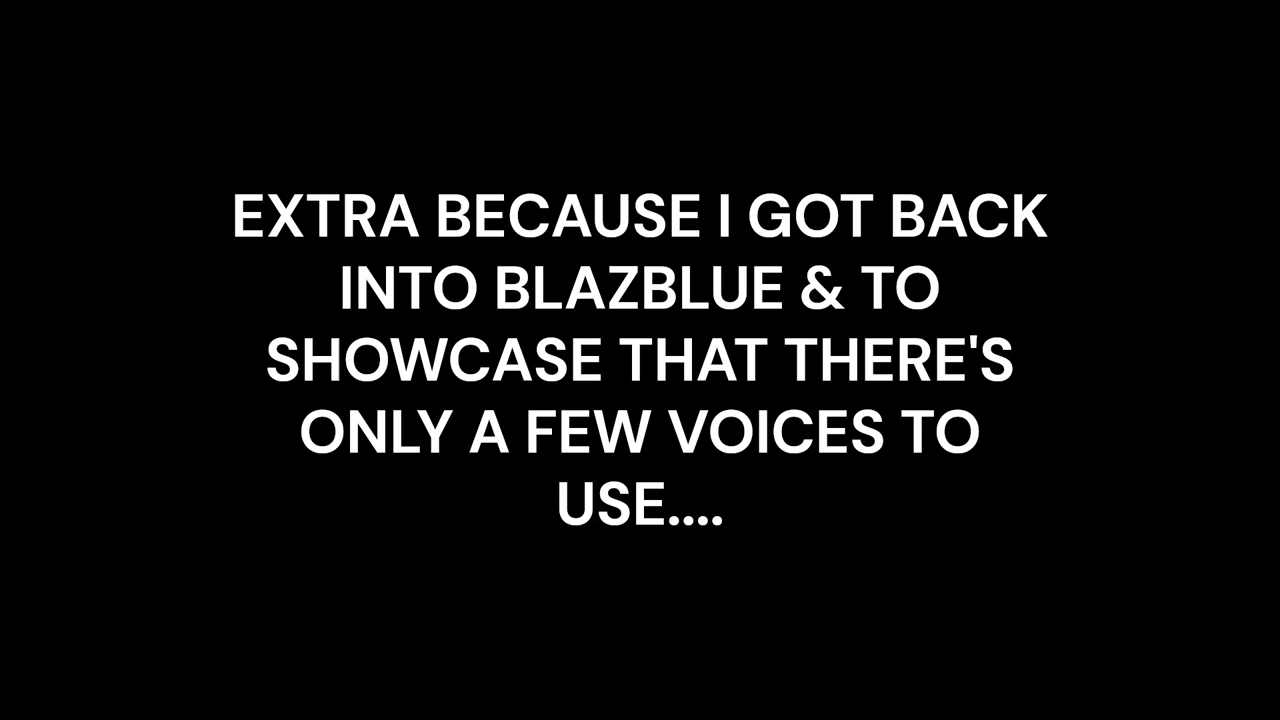 EXTRA BECAUSE I GOT BACK
INTO BLAZBLUE & TO
SHOWCASE THAT THERE'S
ONLY A FEW VOICES TO
USE....